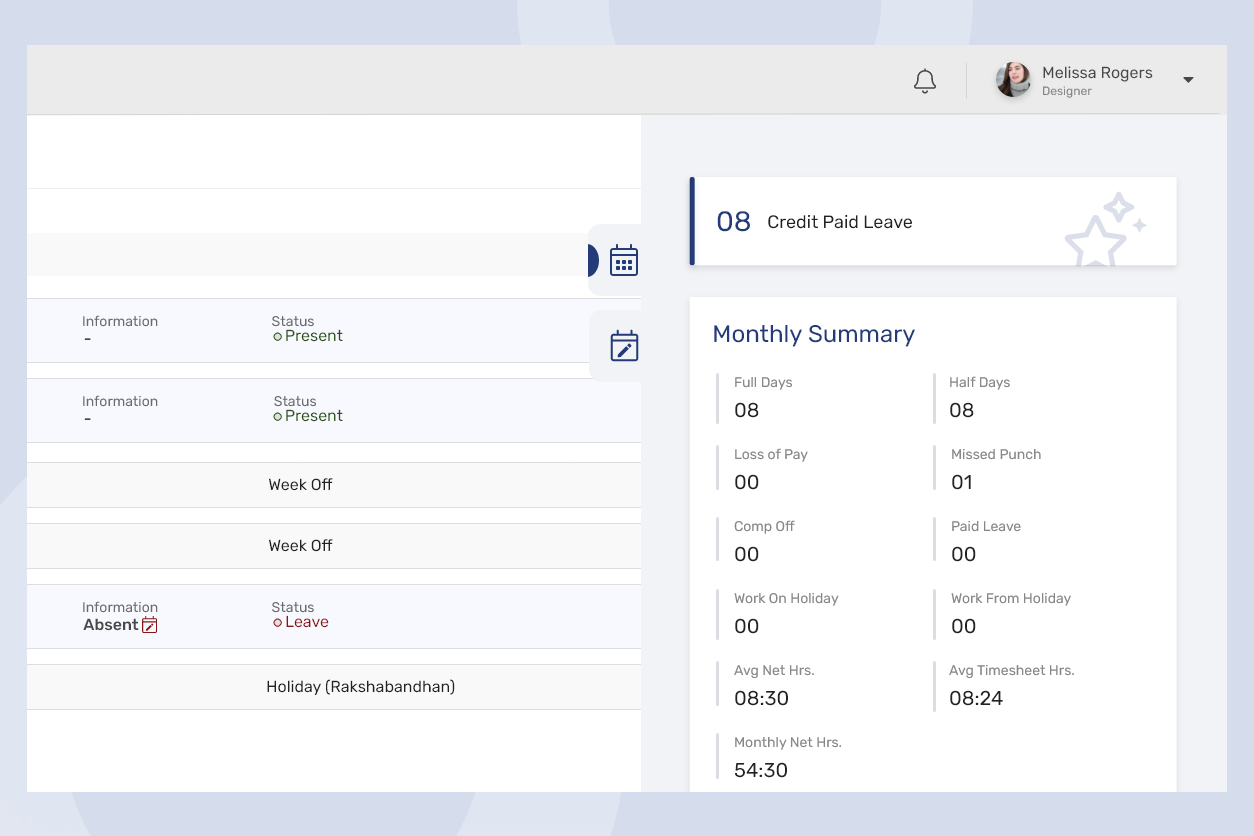 Melissa Rogers
Designer
Information
Status
-
Present
Information
Status
-
Present
Week Off
Week Off
Information
Status
Absent
Leave
Holiday (Rakshabandhan)
08 Credit Paid Leave
Monthly Summary
Full Days
Half Days
08
08
Loss of Pay
Missed Punch
00
01
Comp Off
Paid Leave
00
00
Work On Holiday
Work From Holiday
00
00
Avg Net Hrs.
Avg Timesheet Hrs.
08:30
08:24
Monthly Net Hrs.
54:30